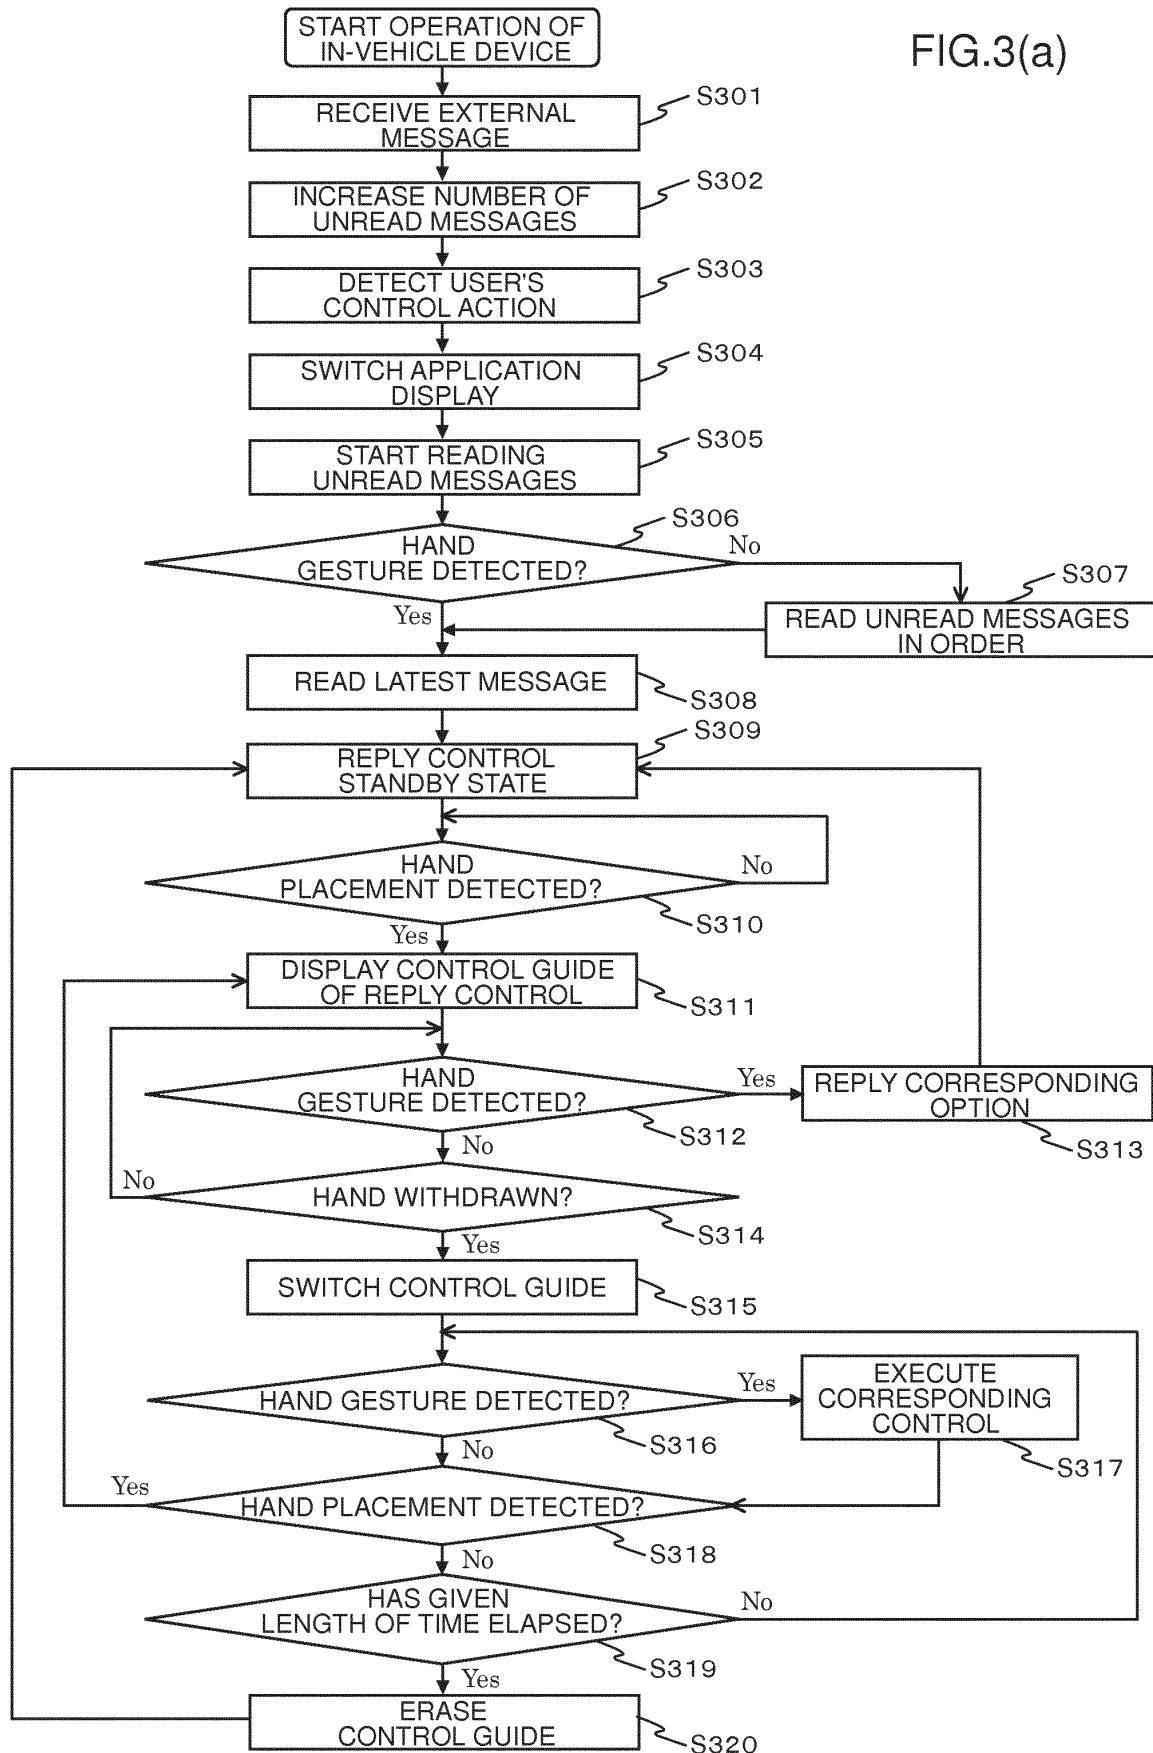 START OPERATION OF
IN-VEHICLE DEVICE
FIG.3(a)
S301
RECEIVE EXTERNAL
MESSAGE
S302
INCREASE NUMBER OF
UNREAD MESSAGES
S303
DETECT USER'S
CONTROL ACTION
S304
SWITCH APPLICATION
DISPLAY
S305
START READING
UNREAD MESSAGES
S306
HAND
GESTURE DETECTED?
No
Yes
S307
READ UNREAD MESSAGES
IN ORDER
READ LATEST MESSAGE
S308
S309
REPLY CONTROL
STANDBY STATE
HAND
PLACEMENT DETECTED?
No
S310
Yes
DISPLAY CONTROL GUIDE
OF REPLY CONTROL
S311
HAND
GESTURE DETECTED?
Yes
REPLY CORRESPONDING
OPTION
S312
S313
No
No
HAND WITHDRAWN?
S314
Yes
SWITCH CONTROL GUIDE
S315
HAND GESTURE DETECTED?
Yes
EXECUTE
CORRESPONDING
CONTROL
S316
S317
No
Yes
HAND PLACEMENT DETECTED?
S318
No
HAS GIVEN
LENGTH OF TIME ELAPSED?
No
S319
Yes
ERASE
CONTROL GUIDE
S320